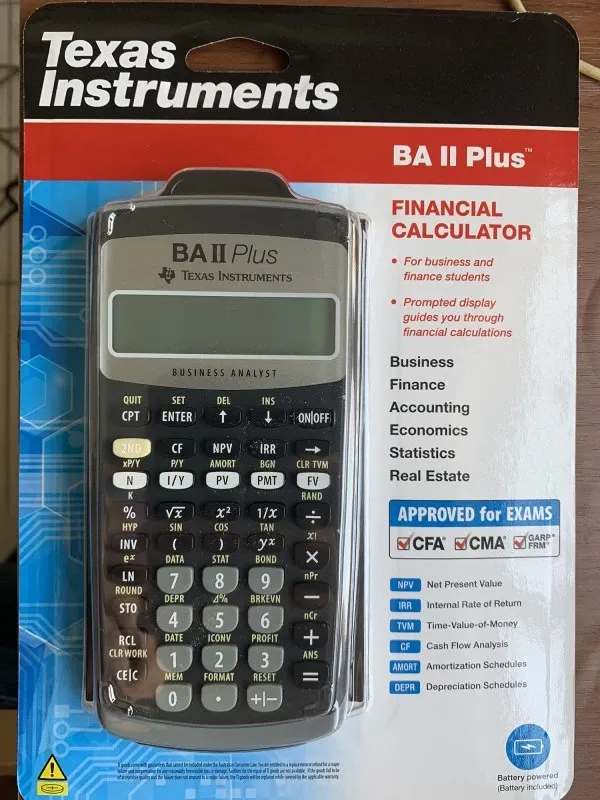 Texas
Instruments
BA II Plus™
FINANCIAL
CALCULATOR
• For business and
finance students
• Prompted display
guides you through
financial calculations
Business
Finance
Accounting
Economics
Statistics
Real Estate
APPROVED for EXAMS
CFA® CMA® GARP® FRM®
NPV Net Present Value
IRR Internal Rate of Return
TVM Time-Value-of-Money
CF Cash Flow Analysis
AMORT Amortization Schedules
DEPR Depreciation Schedules
Battery powered
(Battery included)
BA II Plus
TEXAS INSTRUMENTS
BUSINESS ANALYST
QUIT SET DEL INS
CPT ENTER ↑ ↓ ON|OFF
2ND CF NPV IRR →
xP/Y P/Y AMORT BGN CLR TVM
N I/Y PV PMT FV
K RAND
% √x x² 1/x ÷
HYP SIN COS TAN x!
INV ( ) yˣ ×
eˣ DATA STAT BOND nPr
LN 7 8 9 −
ROUND DEPR Δ% BRKEVN nCr
STO 4 5 6 +
DATE ICONV PROFIT ANS
RCL 1 2 3 =
CLR WORK MEM FORMAT RESET
CE|C 0 . +|−